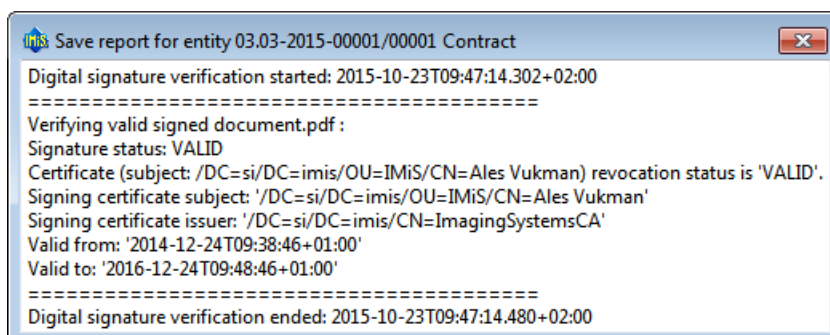 IMiS Save report for entity 03.03-2015-00001/00001 Contract
Digital signature verification started: 2015-10-23T09:47:14.302+02:00
========================================
Verifying valid signed document.pdf :
Signature status: VALID
Certificate (subject: /DC=si/DC=imis/OU=IMiS/CN=Ales Vukman) revocation status is 'VALID'.
Signing certificate subject: '/DC=si/DC=imis/OU=IMiS/CN=Ales Vukman'
Signing certificate issuer: '/DC=si/DC=imis/CN=ImagingSystemsCA'
Valid from: '2014-12-24T09:38:46+01:00'
Valid to: '2016-12-24T09:48:46+01:00'
========================================
Digital signature verification ended: 2015-10-23T09:47:14.480+02:00